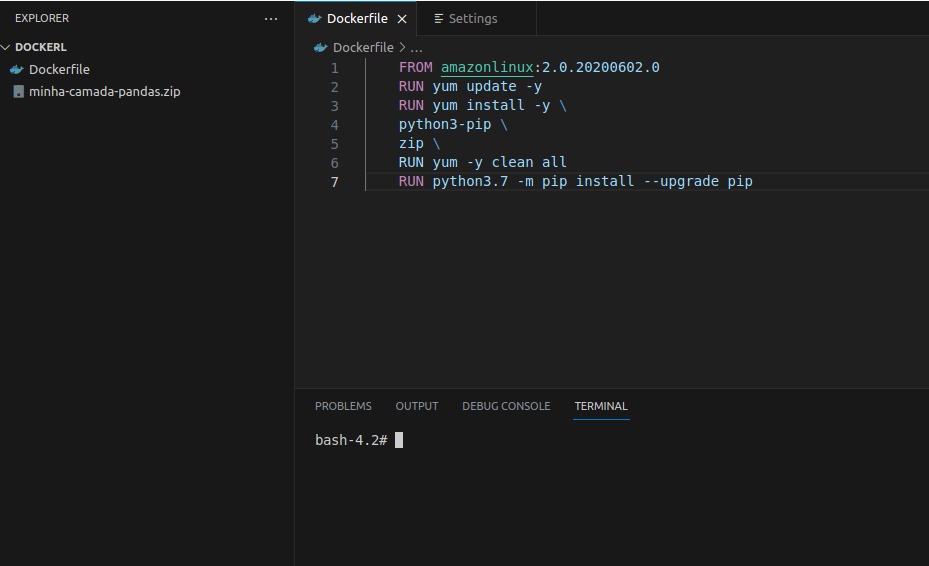 EXPLORER
...
DOCKERL
Dockerfile
minha-camada-pandas.zip
Dockerfile
Settings
Dockerfile > ...
1 FROM amazonlinux:2.0.20200602.0
2 RUN yum update -y
3 RUN yum install -y \
4 python3-pip \
5 zip \
6 RUN yum -y clean all
7 RUN python3.7 -m pip install --upgrade pip
PROBLEMS OUTPUT DEBUG CONSOLE TERMINAL
bash-4.2#